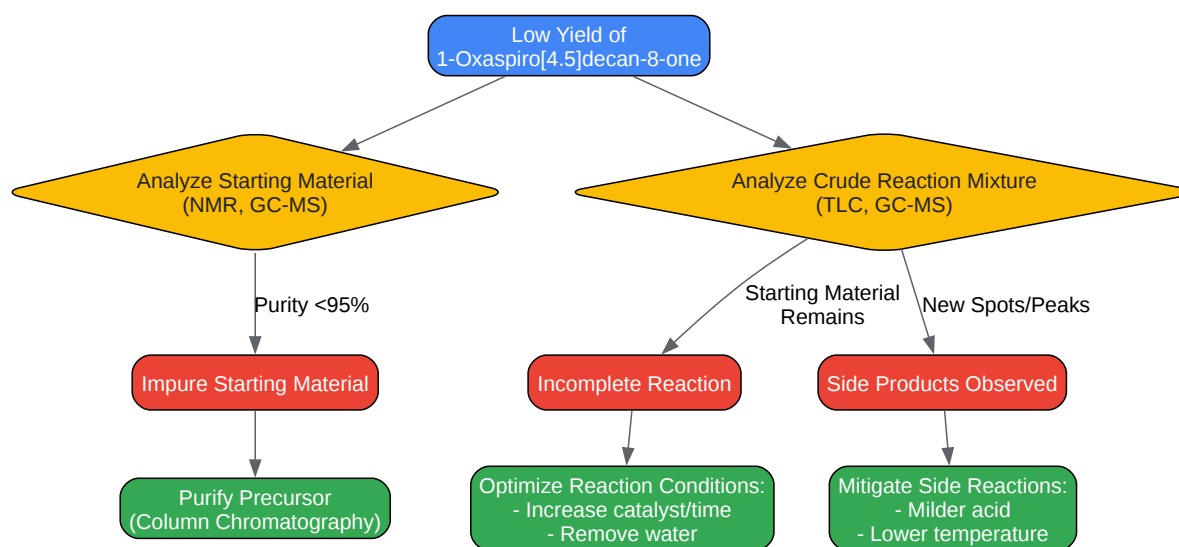 Low Yield of
1-Oxaspiro[4.5]decan-8-one
Analyze Starting Material
(NMR, GC-MS)
Analyze Crude Reaction Mixture
(TLC, GC-MS)
Purity <95%
Starting Material
Remains
New Spots/Peaks
Impure Starting Material
Incomplete Reaction
Side Products Observed
Purify Precursor
(Column Chromatography)
Optimize Reaction Conditions:
- Increase catalyst/time
- Remove water
Mitigate Side Reactions:
- Milder acid
- Lower temperature